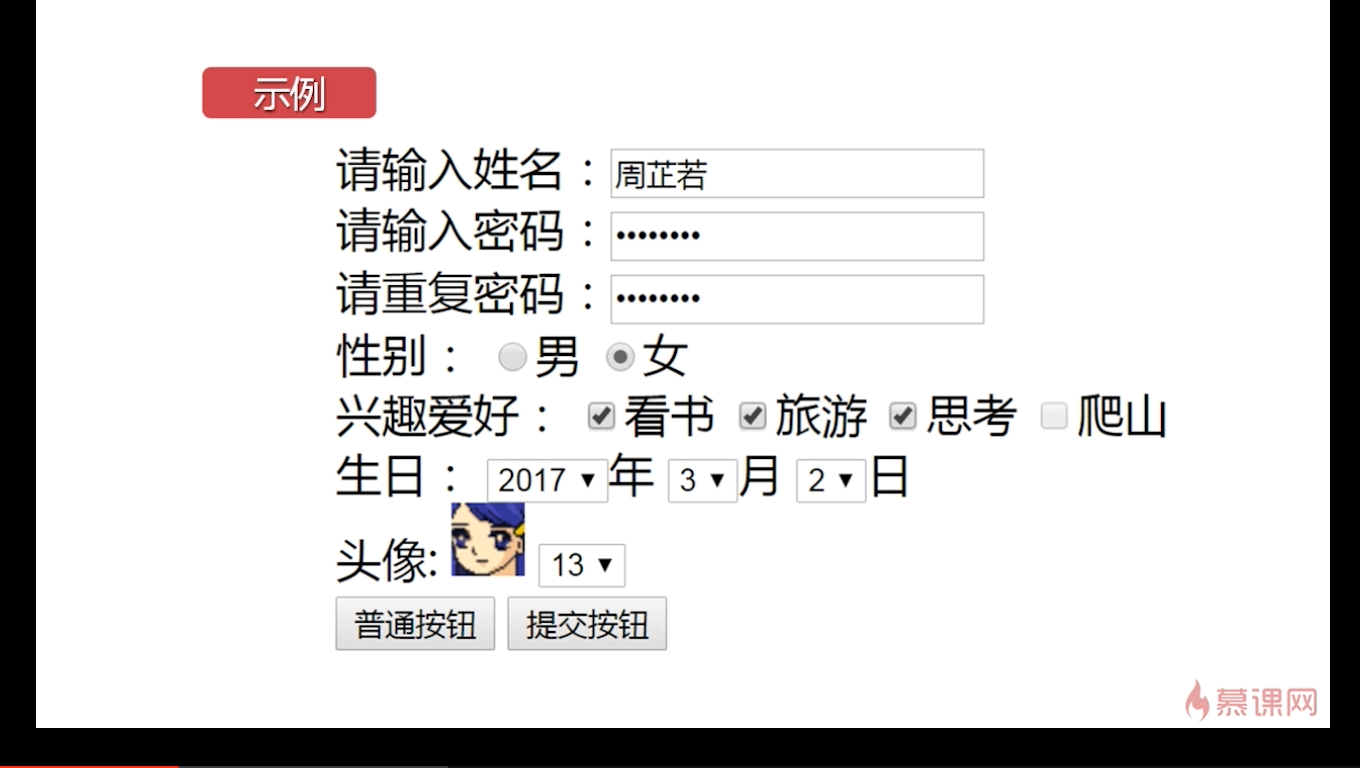 示例
请输入姓名：周芷若
请输入密码：••••••••
请重复密码：••••••••
性别： 男 女
兴趣爱好： 看书 旅游 思考 爬山
生日： 2017 年 3 月 2 日
头像: 13
普通按钮 提交按钮
慕课网